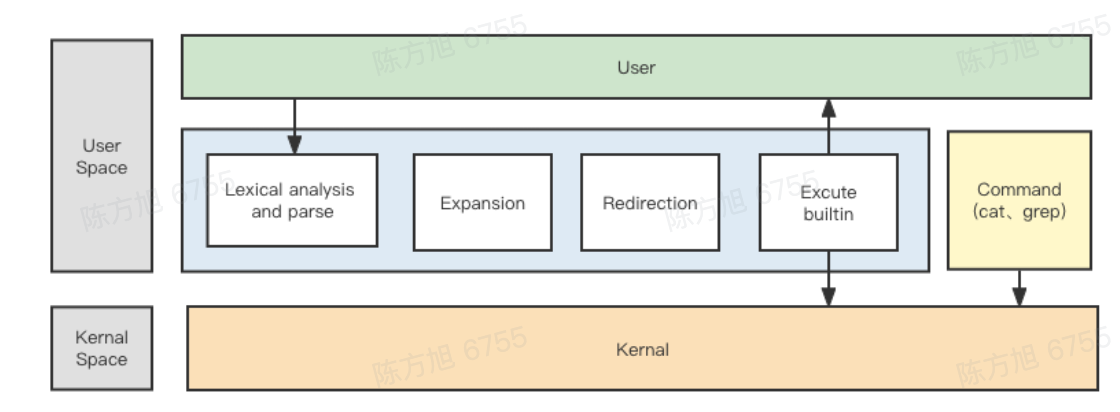 User
User
Space
Lexical analysis
and parse
Expansion
Redirection
Excute
builtin
Command
(cat、grep)
Kernal
Space
Kernal
陈方旭 6755
陈方旭 6755
陈方旭 6755
陈方旭 6755
陈方旭 6755
陈方旭 6755